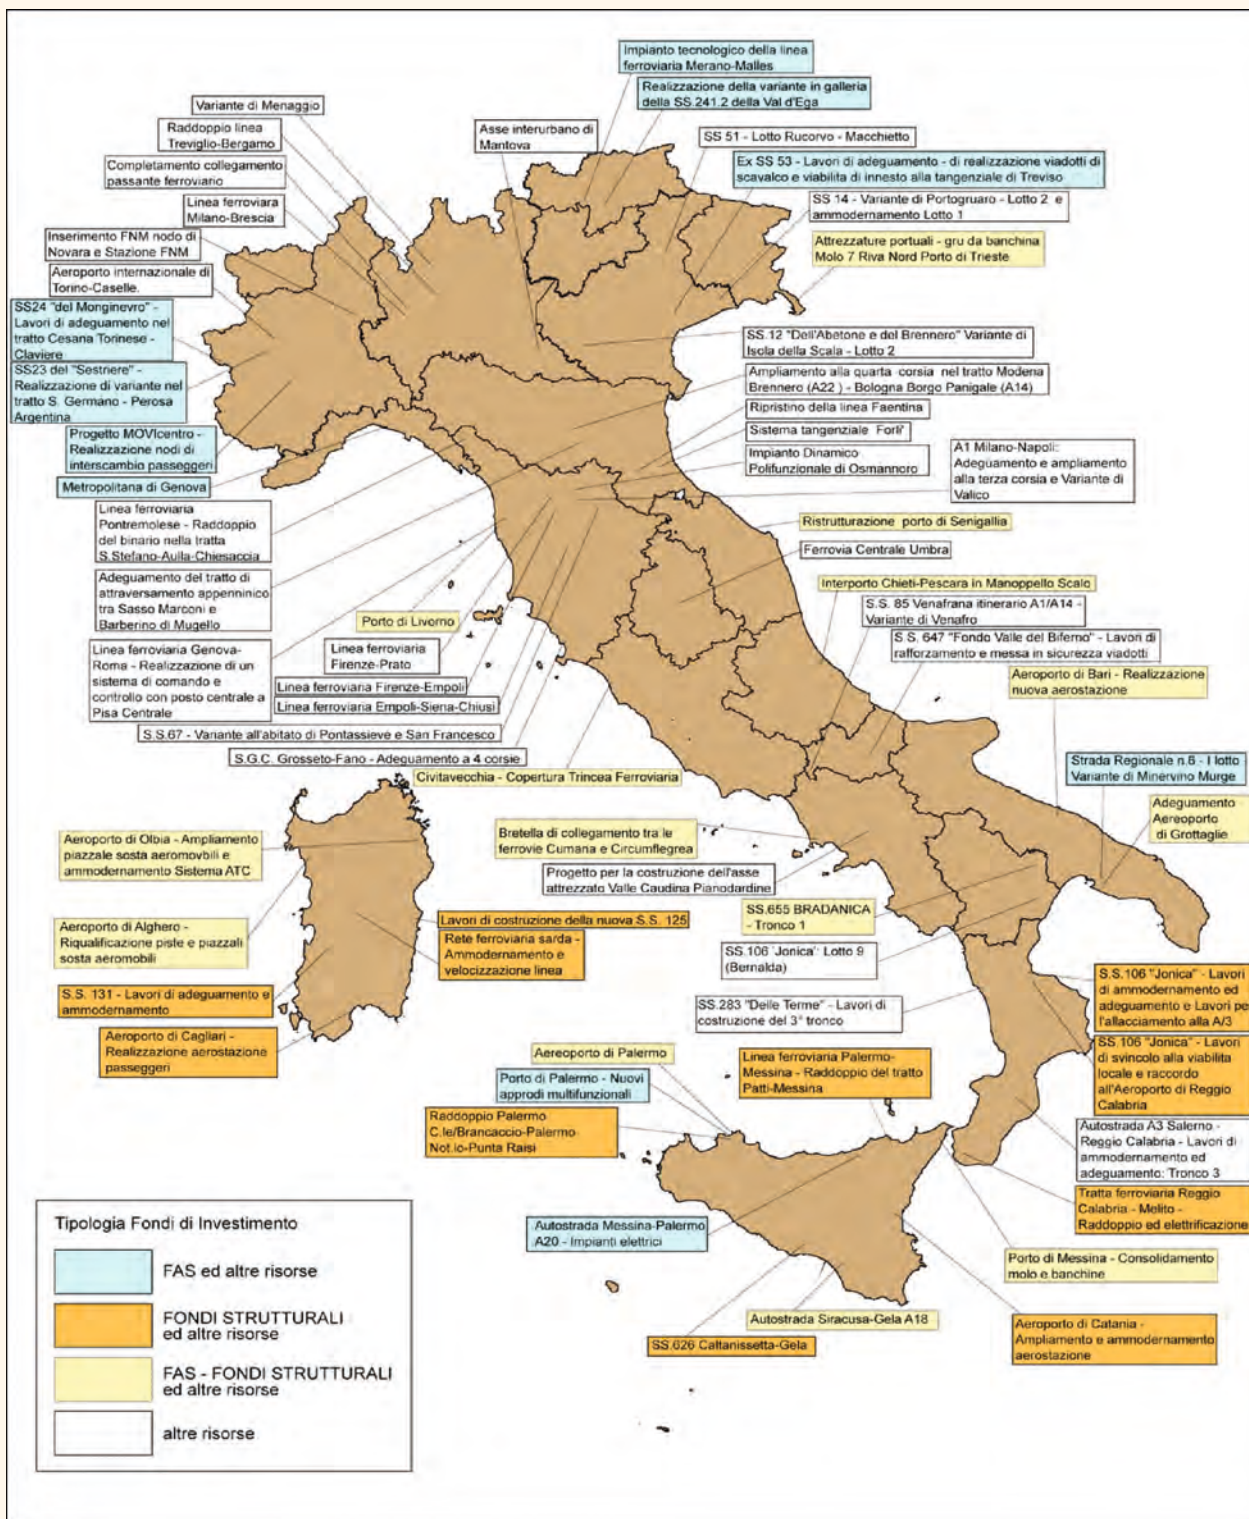 Impianto tecnologico della linea
ferroviaria Merano-Malles
Realizzazione della variante in galleria
della SS.241.2 della Val d'Ega
Variante di Menaggio
Raddoppio linea
Treviglio-Bergamo
Asse interurbano di
Mantova
SS 51 - Lotto Rucorvo - Macchietto
Completamento collegamento
passante ferroviario
Ex SS 53 - Lavori di adeguamento - di realizzazione viadotti di
scavalco e viabilita di innesto alla tangenziale di Treviso
Linea ferroviara
Milano-Brescia
SS 14 - Variante di Portogruaro - Lotto 2 e
ammodernamento Lotto 1
Inserimento FNM nodo di
Novara e Stazione FNM
Attrezzature portuali - gru da banchina
Molo 7 Riva Nord Porto di Trieste
Aeroporto internazionale di
Torino-Caselle.
SS24 "del Monginevro" -
Lavori di adeguamento nel
tratto Cesana Torinese -
Claviere
SS.12 "Dell'Abetone e del Brennero" Variante di
Isola della Scala - Lotto 2
SS23 del "Sestriere" -
Realizzazione di variante nel
tratto S. Germano - Perosa
Argentina
Ampliamento alla quarta corsia nel tratto Modena
Brennero (A22 ) - Bologna Borgo Panigale (A14)
Ripristino della linea Faentina
Progetto MOVIcentro -
Realizzazione nodi di
interscambio passeggeri
Sistema tangenziale Forli'
Impianto Dinamico
Polifunzionale di Osmannoro
A1 Milano-Napoli:
Adeguamento e ampliamento
alla terza corsia e Variante di
Valico
Metropolitana di Genova
Linea ferroviaria
Pontremolese - Raddoppio
del binario nella tratta
S.Stefano-Aulla-Chiesaccia
Ristrutturazione porto di Senigallia
Ferrovia Centrale Umbra
Adeguamento del tratto di
attraversamento appenninico
tra Sasso Marconi e
Barberino di Mugello
Interporto Chieti-Pescara in Manoppello Scalo
Porto di Livorno
S.S. 85 Venafrana itinerario A1/A14 -
Variante di Venafro
Linea ferroviaria
Firenze-Prato
S.S. 647 "Fondo Valle del Biferno" - Lavori di
rafforzamento e messa in sicurezza viadotti
Linea ferroviaria Genova-
Roma - Realizzazione di un
sistema di comando e
controllo con posto centrale a
Pisa Centrale
Aeroporto di Bari - Realizzazione
nuova aerostazione
Linea ferroviaria Firenze-Empoli
Linea ferroviaria Empoli-Siena-Chiusi
S.S.67 - Variante all'abitato di Pontassieve e San Francesco
S.G.C. Grosseto-Fano - Adeguamento a 4 corsie
Civitavecchia - Copertura Trincea Ferroviaria
Strada Regionale n.6 - I lotto
Variante di Minervino Murge
Adeguamento
Aereoporto
di Grottaglie
Aeroporto di Olbia - Ampliamento
piazzale sosta aeromovbili e
ammodernamento Sistema ATC
Bretella di collegamento tra le
ferrovie Cumana e Circumflegrea
Progetto per la costruzione dell'asse
attrezzato Valle Caudina Pianodardine
SS.655 BRADANICA
- Tronco 1
Lavori di costruzione della nuova S.S. 125
Aeroporto di Alghero -
Riqualificazione piste e piazzali
sosta aeromobili
Rete ferroviaria sarda -
Ammodernamento e
velocizzazione linea
SS.106 'Jonica': Lotto 9
(Bernalda)
S.S. 131 - Lavori di adeguamento e
ammodernamento
SS.283 "Delle Terme" - Lavori di
costruzione del 3° tronco
S.S.106 "Jonica" - Lavori
di ammodernamento ed
adeguamento e Lavori pe
l'allacciamento alla A/3
Aeroporto di Cagliari -
Realizzazione aerostazione
passeggeri
SS.106 "Jonica" - Lavori
di svincolo alla viabilità
locale e raccordo
all'Aeroporto di Reggio
Calabria
Aereoporto di Palermo
Linea ferroviaria Palermo-
Messina - Raddoppio del tratto
Patti-Messina
Porto di Palermo - Nuovi
approdi multifunzionali
Raddoppio Palermo
C.le/Brancaccio-Palermo
Not.lo-Punta Raisi
Autostrada A3 Salerno -
Reggio Calabria - Lavori di
ammodernamento ed
adeguamento: Tronco 3
Tratta ferroviaria Reggio
Calabria - Melito -
Raddoppio ed elettrificazione
Autostrada Messina-Palermo
A20 - Impianti elettrici
Porto di Messina - Consolidamento
molo e banchine
Autostrada Siracusa-Gela A18
SS.626 Caltanissetta-Gela
Aeroporto di Catania -
Ampliamento e ammodernamento
aerostazione
Tipologia Fondi di Investimento
FAS ed altre risorse
FONDI STRUTTURALI
ed altre risorse
FAS - FONDI STRUTTURALI
ed altre risorse
altre risorse